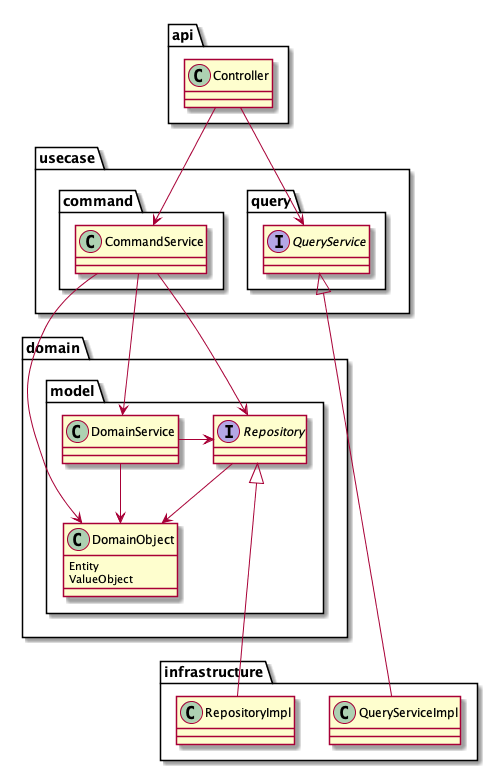 api
C Controller
usecase
command
query
C CommandService
I QueryService
domain
model
C DomainService
I Repository
C DomainObject
Entity
ValueObject
infrastructure
C RepositoryImpl
C QueryServiceImpl